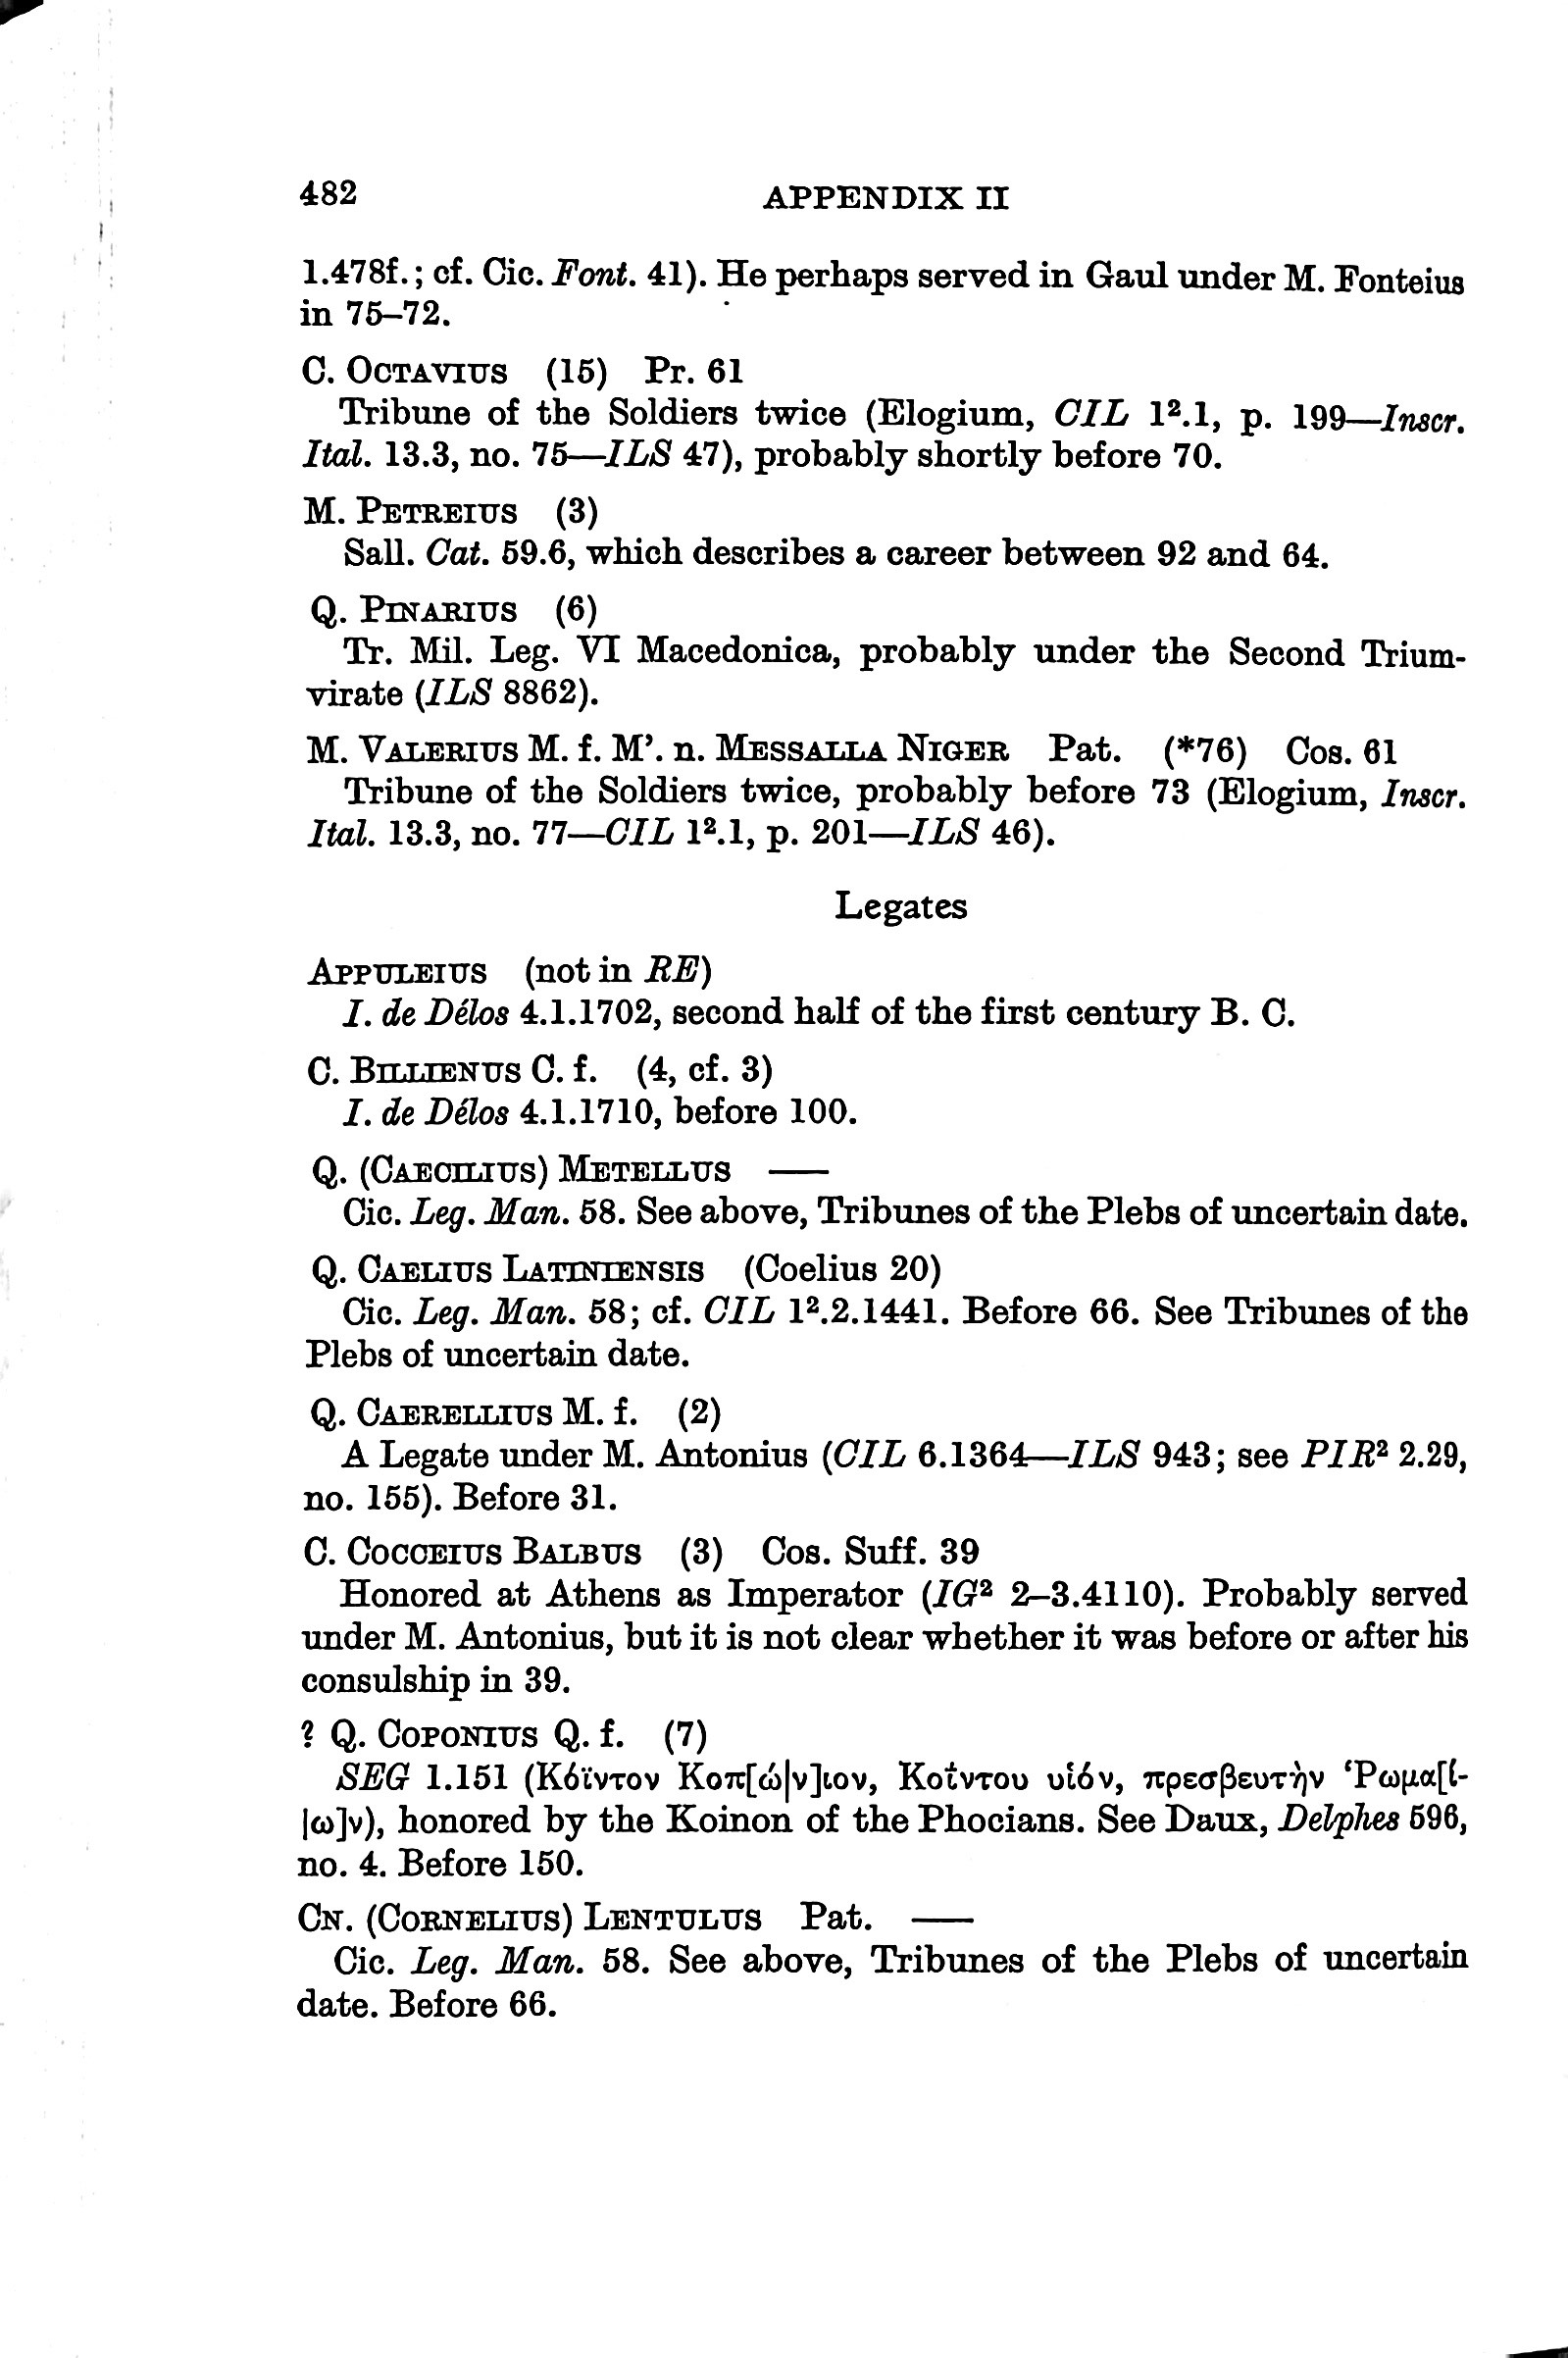 482
APPENDIX II
1.478f.; cf. Cic. Font. 41). He perhaps served in Gaul under M. Fonteius
in 75–72.
C. OCTAVIUS (15) Pr. 61
Tribune of the Soldiers twice (Elogium, CIL 1².1, p. 199—Inscr.
Ital. 13.3, no. 75—ILS 47), probably shortly before 70.
M. PETREIUS (3)
Sall. Cat. 59.6, which describes a career between 92 and 64.
Q. PINARIUS (6)
Tr. Mil. Leg. VI Macedonica, probably under the Second Trium-
virate (ILS 8862).
M. VALERIUS M. f. M’. n. MESSALLA NIGER Pat. (*76) Cos. 61
Tribune of the Soldiers twice, probably before 73 (Elogium, Inscr.
Ital. 13.3, no. 77—CIL 1².1, p. 201—ILS 46).
Legates
APPULEIUS (not in RE)
I. de Délos 4.1.1702, second half of the first century B. C.
C. BILLIENUS C. f. (4, cf. 3)
I. de Délos 4.1.1710, before 100.
Q. (CAECILIUS) METELLUS —
Cic. Leg. Man. 58. See above, Tribunes of the Plebs of uncertain date.
Q. CAELIUS LATINIENSIS (Coelius 20)
Cic. Leg. Man. 58; cf. CIL 1².2.1441. Before 66. See Tribunes of the
Plebs of uncertain date.
Q. CAERELLIUS M. f. (2)
A Legate under M. Antonius (CIL 6.1364—ILS 943; see PIR² 2.29,
no. 155). Before 31.
C. COCCEIUS BALBUS (3) Cos. Suff. 39
Honored at Athens as Imperator (IG² 2–3.4110). Probably served
under M. Antonius, but it is not clear whether it was before or after his
consulship in 39.
? Q. COPONIUS Q. f. (7)
SEG 1.151 (Κόϊντον Κοπ[ώ|ν]ιον, Κοΐντου υἱόν, πρεσβευτὴν Ῥωμα[ί-
|ω]ν), honored by the Koinon of the Phocians. See Daux, Delphes 596,
no. 4. Before 150.
CN. (CORNELIUS) LENTULUS Pat. —
Cic. Leg. Man. 58. See above, Tribunes of the Plebs of uncertain
date. Before 66.